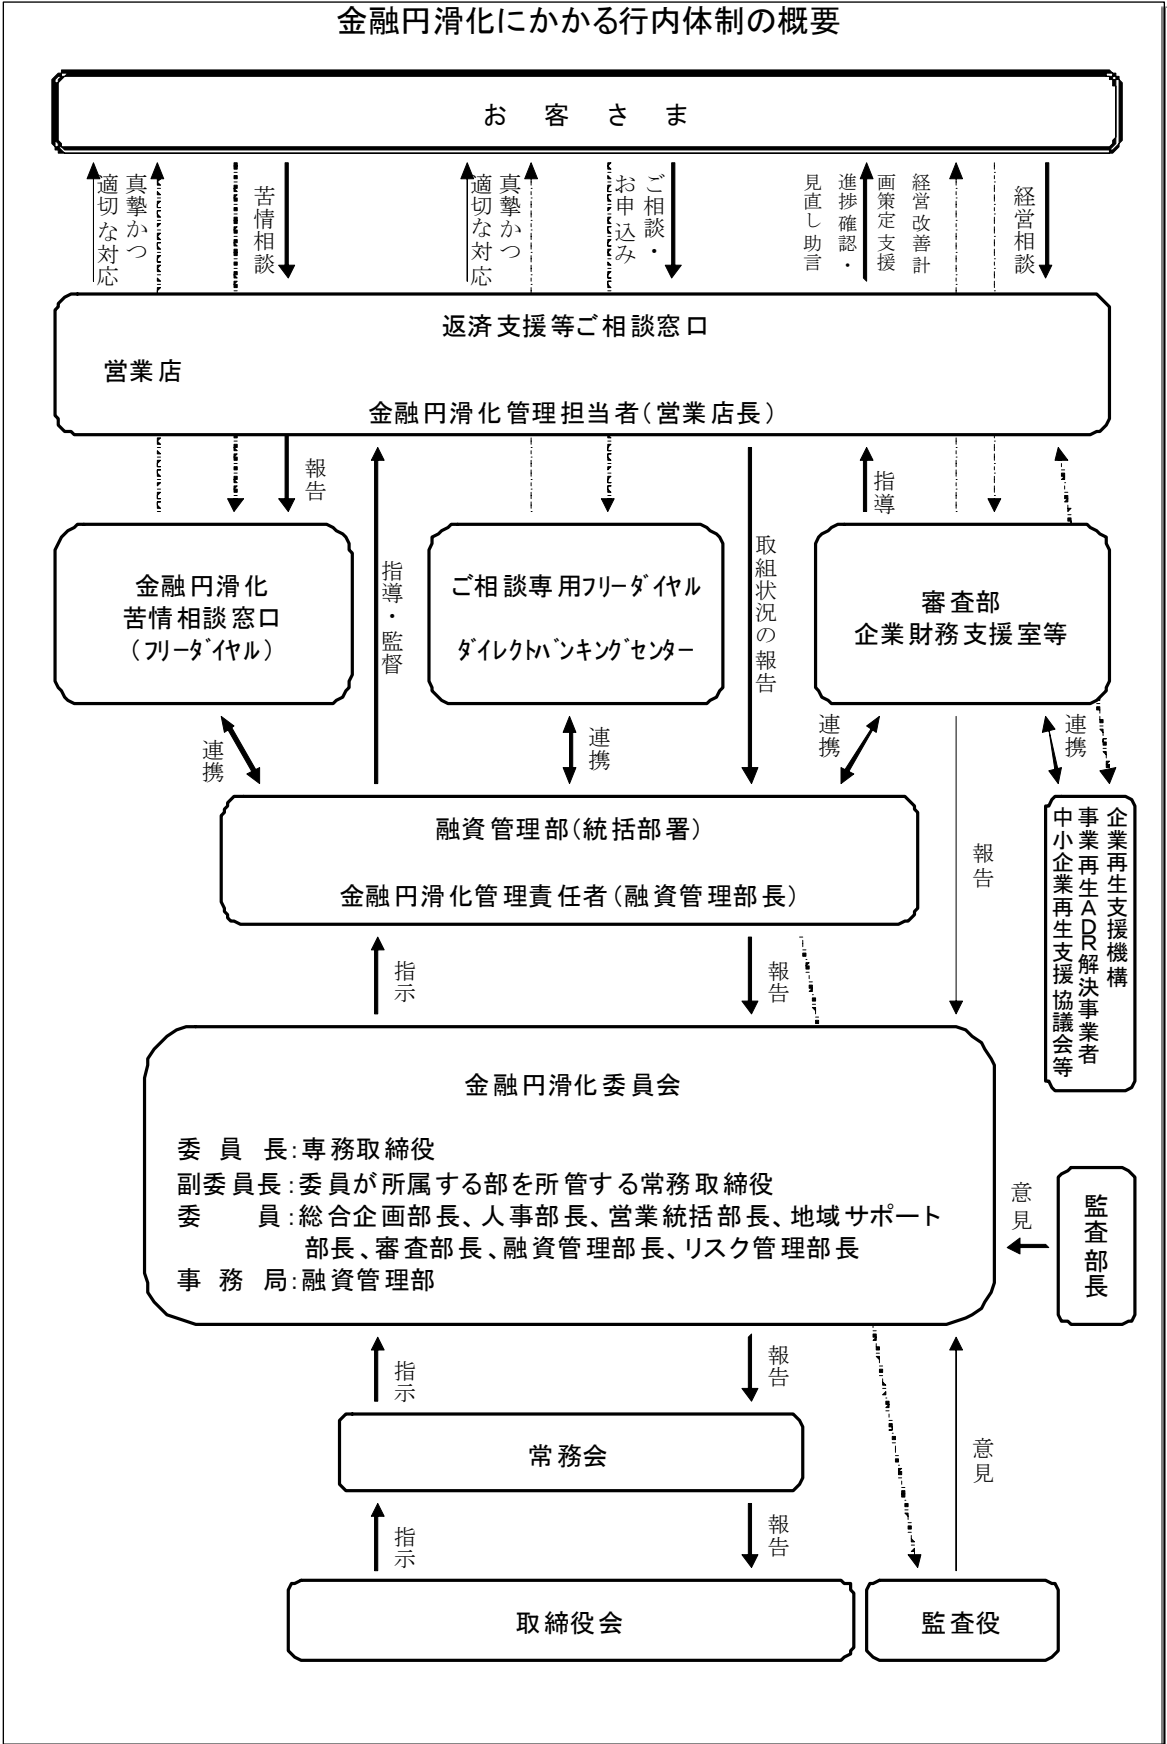 金融円滑化にかかる行内体制の概要
お　客　さ　ま
真摯かつ
適切な対応
苦情相談
真摯かつ
適切な対応
ご相談・
お申込み
経営改善計
画策定支援
進捗確認・
見直し助言
経営相談
返済支援等ご相談窓口
営業店
金融円滑化管理担当者(営業店長)
報告
指導・監督
取組状況の報告
指導
金融円滑化
苦情相談窓口
(フリーダイヤル)
ご相談専用フリーダイヤル
ダイレクトバンキングセンター
審査部
企業財務支援室等
連携
連携
連携
連携
融資管理部(統括部署)
金融円滑化管理責任者(融資管理部長)
報告
企業再生支援機構
事業再生ADR解決事業者
中小企業再生支援協議会等
指示
報告
金融円滑化委員会
委　員　長:専務取締役
副委員長:委員が所属する部を所管する常務取締役
委　　　員:総合企画部長、人事部長、営業統括部長、地域サポート
部長、審査部長、融資管理部長、リスク管理部長
事　務　局:融資管理部
意見
監査部長
指示
報告
常務会
意見
指示
報告
取締役会
監査役